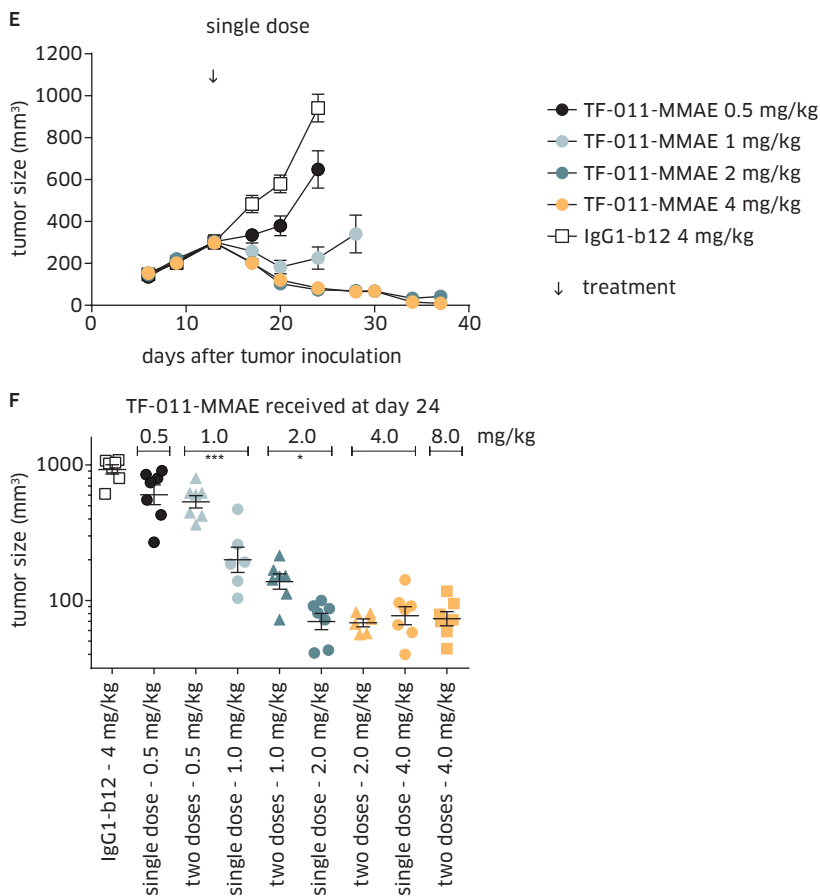 E
single dose
↓
tumor size (mm³)
1200
1000
800
600
400
200
0
0 10 20 30 40
days after tumor inoculation
TF-011-MMAE 0.5 mg/kg
TF-011-MMAE 1 mg/kg
TF-011-MMAE 2 mg/kg
TF-011-MMAE 4 mg/kg
IgG1-b12 4 mg/kg
↓ treatment
F
TF-011-MMAE received at day 24
0.5 1.0 2.0 4.0 8.0 mg/kg
*** *
tumor size (mm³)
1000
100
IgG1-b12 - 4 mg/kg
single dose - 0.5 mg/kg
two doses - 0.5 mg/kg
single dose - 1.0 mg/kg
two doses - 1.0 mg/kg
single dose - 2.0 mg/kg
two doses - 2.0 mg/kg
single dose - 4.0 mg/kg
two doses - 4.0 mg/kg